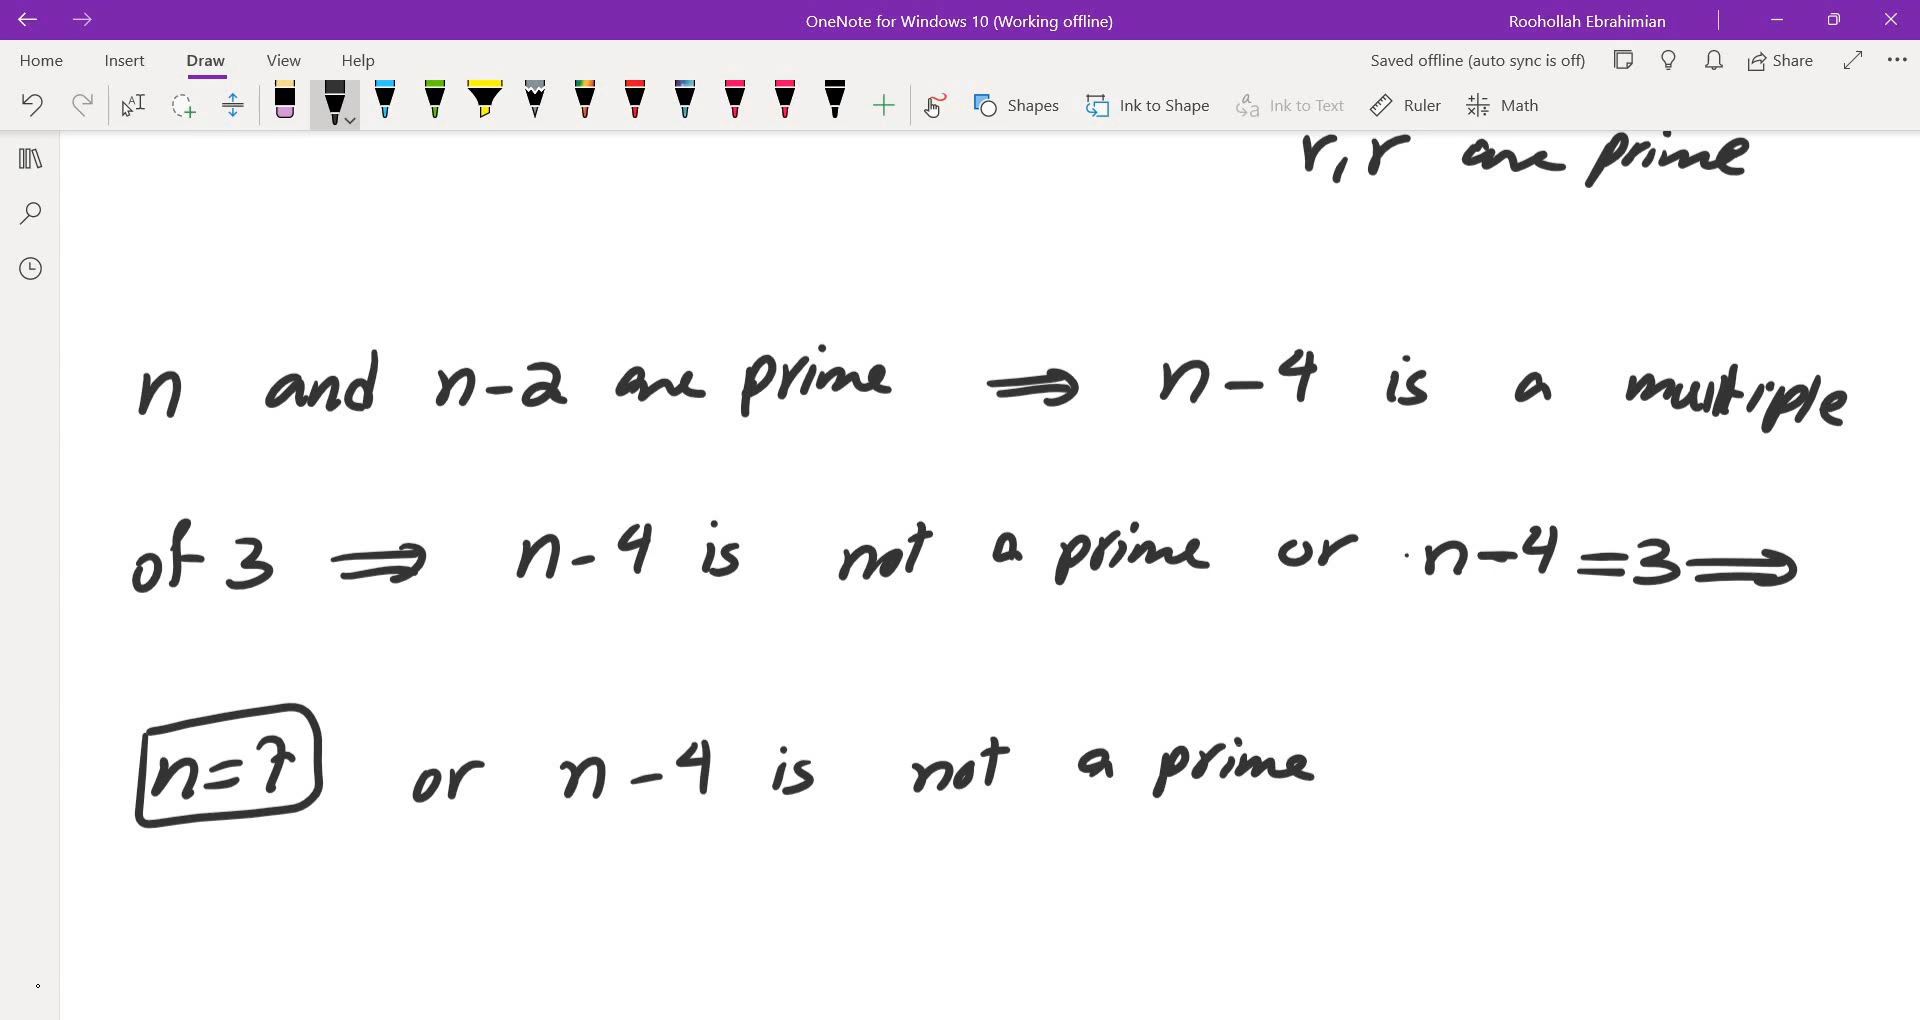 OneNote for Windows 10 (Working offline)
Roohollah Ebrahimian
Home Insert Draw View Help
Saved offline (auto sync is off) Share
Shapes Ink to Shape Ink to Text Ruler Math
r, r are prime
n and n-2 are prime ⟹ n-4 is a multiple
of 3 ⟹ n-4 is not a prime or n-4=3 ⟹
n=7 or n-4 is not a prime